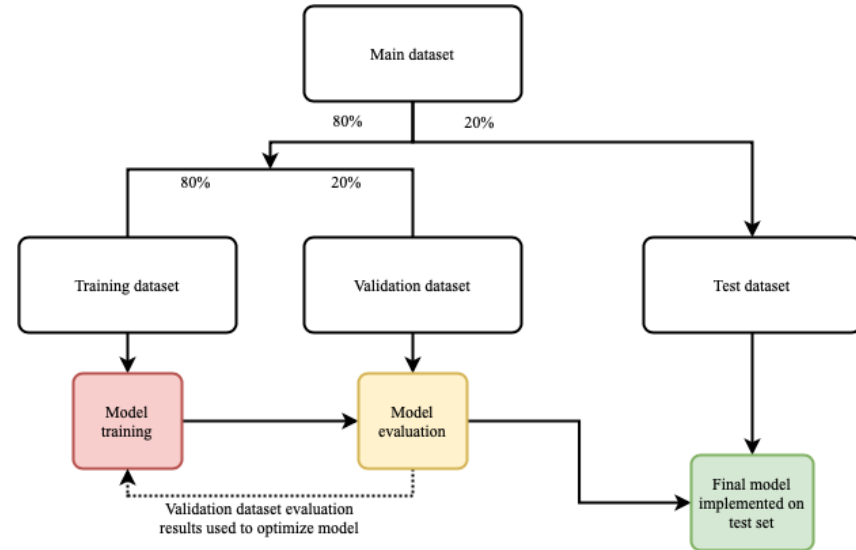 Main dataset
80%
20%
80%
20%
Training dataset
Validation dataset
Test dataset
Model
training
Model
evaluation
Final model
implemented on
test set
Validation dataset evaluation
results used to optimize model